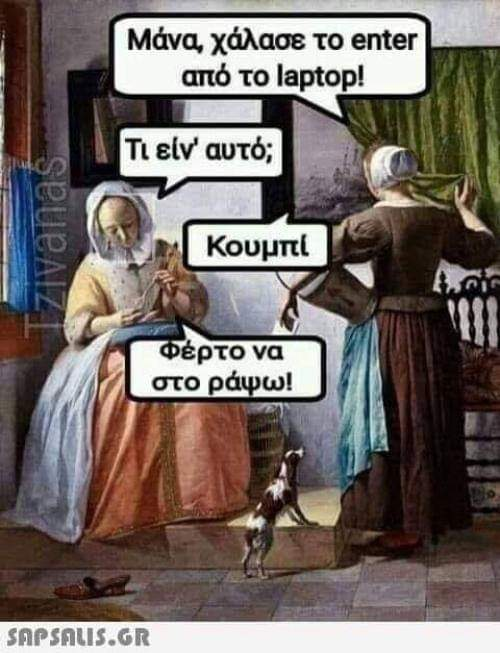 Μάνα, χάλασε το enter
από το laptop!
Τι είν' αυτό;
Κουμπί
Φέρτο να
στο ράψω!
Tzivanas
SAPSALIS.GR